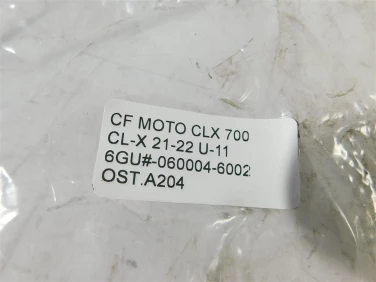 CF MOTO CLX 700
CL-X 21-22 U-11
6GU#-060004-6002
OST.A204